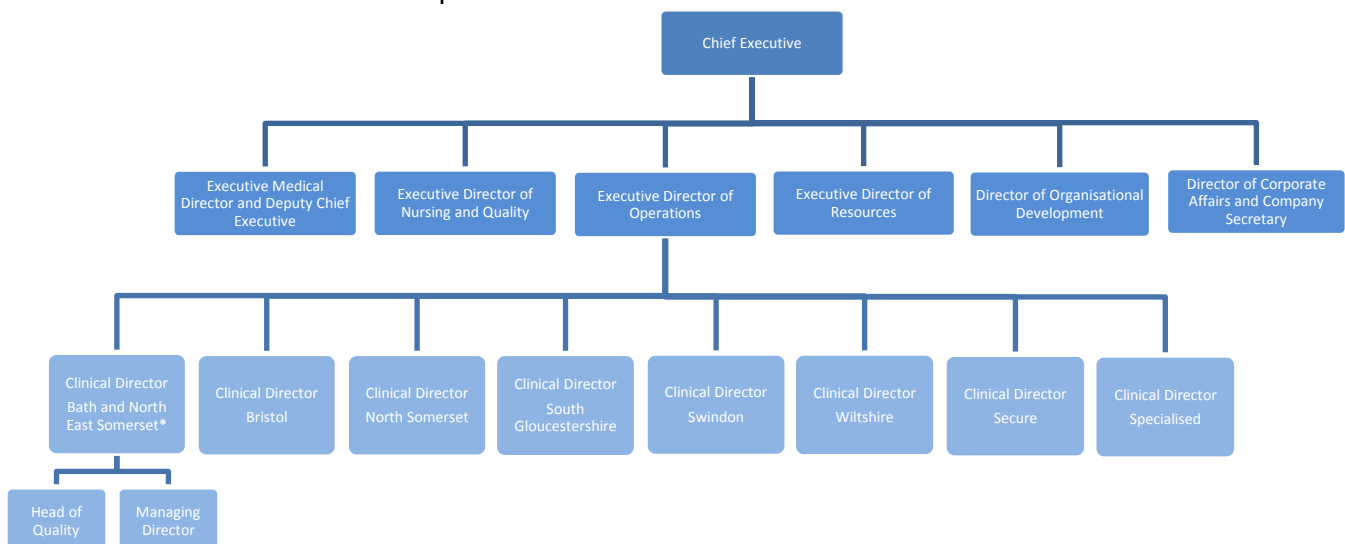 Chief Executive
Executive Medical
Director and Deputy Chief
Executive
Executive Director of
Nursing and Quality
Executive Director of
Operations
Executive Director of
Resources
Director of Organisational
Development
Director of Corporate
Affairs and Company
Secretary
Clinical Director
Bath and North
East Somerset*
Clinical Director
Bristol
Clinical Director
North Somerset
Clinical Director
South
Gloucestershire
Clinical Director
Swindon
Clinical Director
Wiltshire
Clinical Director
Secure
Clinical Director
Specialised
Head of
Quality
Managing
Director